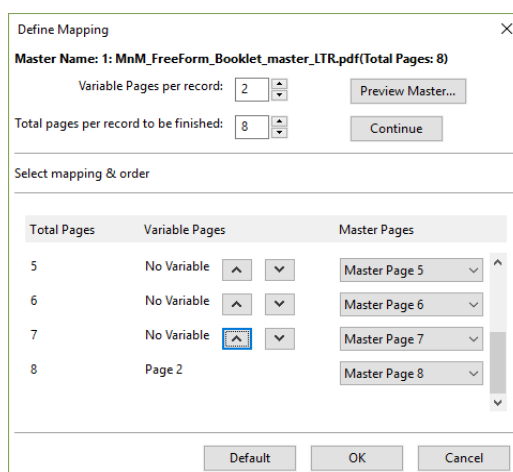 Define Mapping
Master Name: 1: MnM_FreeForm_Booklet_master_LTR.pdf(Total Pages: 8)
Variable Pages per record: 2 Preview Master...
Total pages per record to be finished: 8 Continue
Select mapping & order
Total Pages Variable Pages Master Pages
5 No Variable Master Page 5
6 No Variable Master Page 6
7 No Variable Master Page 7
8 Page 2 Master Page 8
Default OK Cancel